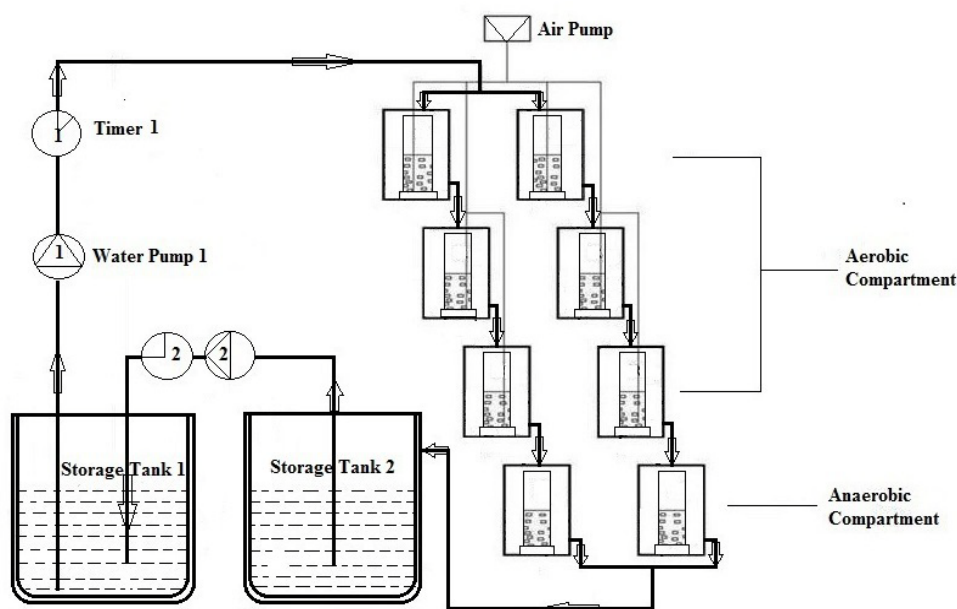 Air Pump
1
Timer 1
1
Water Pump 1
Aerobic
Compartment
2
2
Storage Tank 1
Storage Tank 2
Anaerobic
Compartment